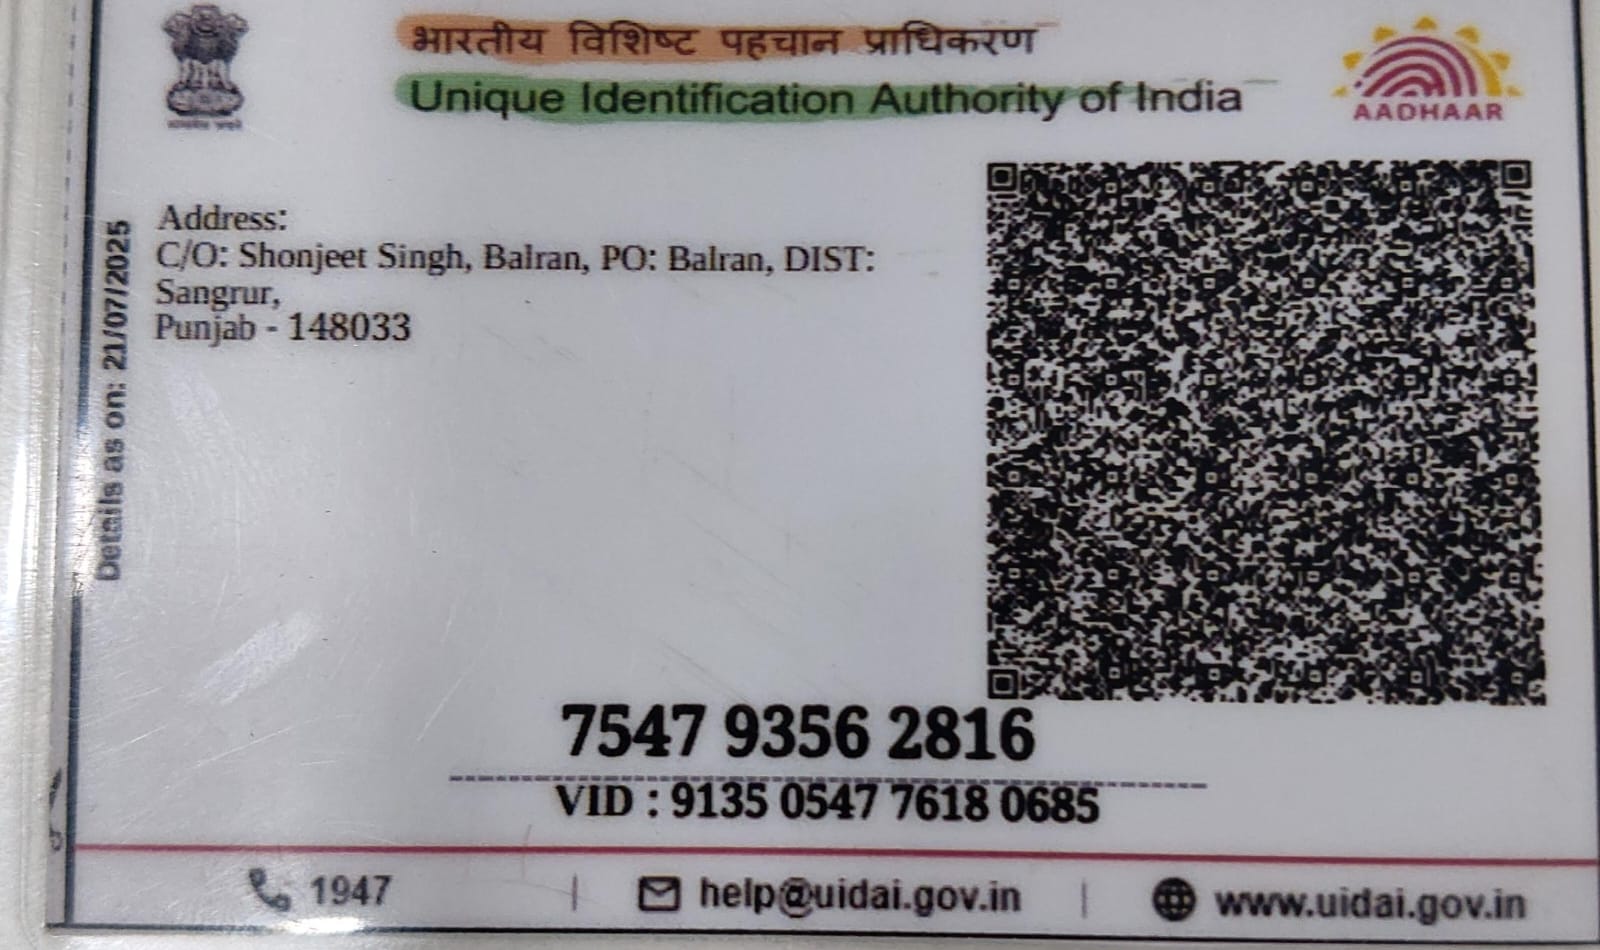 भारतीय विशिष्ट पहचान प्राधिकरण
Unique Identification Authority of India
AADHAAR
Details as on: 21/07/2025
Address:
C/O: Shonjeet Singh, Balran, PO: Balran, DIST:
Sangrur,
Punjab - 148033
7547 9356 2816
VID : 9135 0547 7618 0685
1947 | help@uidai.gov.in | www.uidai.gov.in